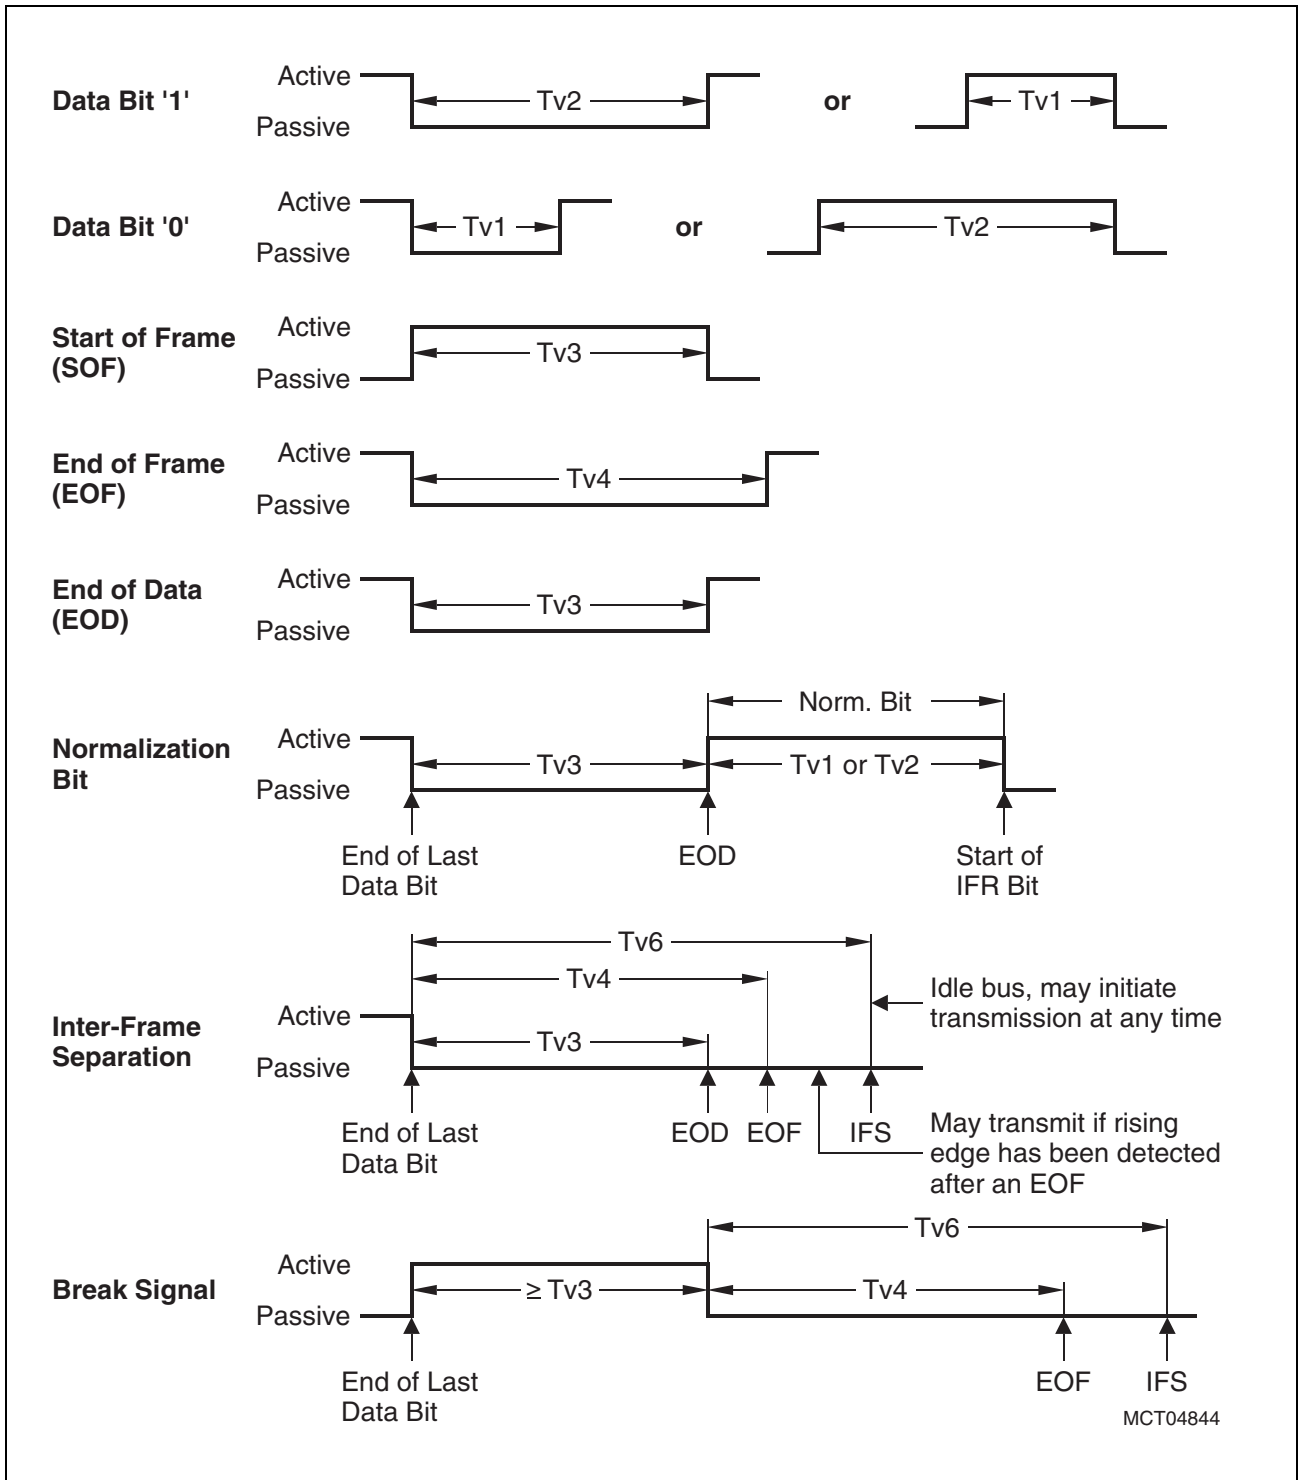 Active
Data Bit '1'
Tv2
or
Tv1
Passive
Active
Data Bit '0'
Tv1
or
Tv2
Passive
Start of Frame
(SOF)
Active
Tv3
Passive
End of Frame
(EOF)
Active
Tv4
Passive
End of Data
(EOD)
Active
Tv3
Passive
Norm. Bit
Normalization
Bit
Active
Tv3
Tv1 or Tv2
Passive
End of Last
Data Bit
EOD
Start of
IFR Bit
Tv6
Tv4
Idle bus, may initiate
transmission at any time
Inter-Frame
Separation
Active
Tv3
Passive
End of Last
Data Bit
EOD
EOF
IFS
May transmit if rising
edge has been detected
after an EOF
Tv6
Active
Break Signal
≥ Tv3
Tv4
Passive
End of Last
Data Bit
EOF
IFS
MCT04844